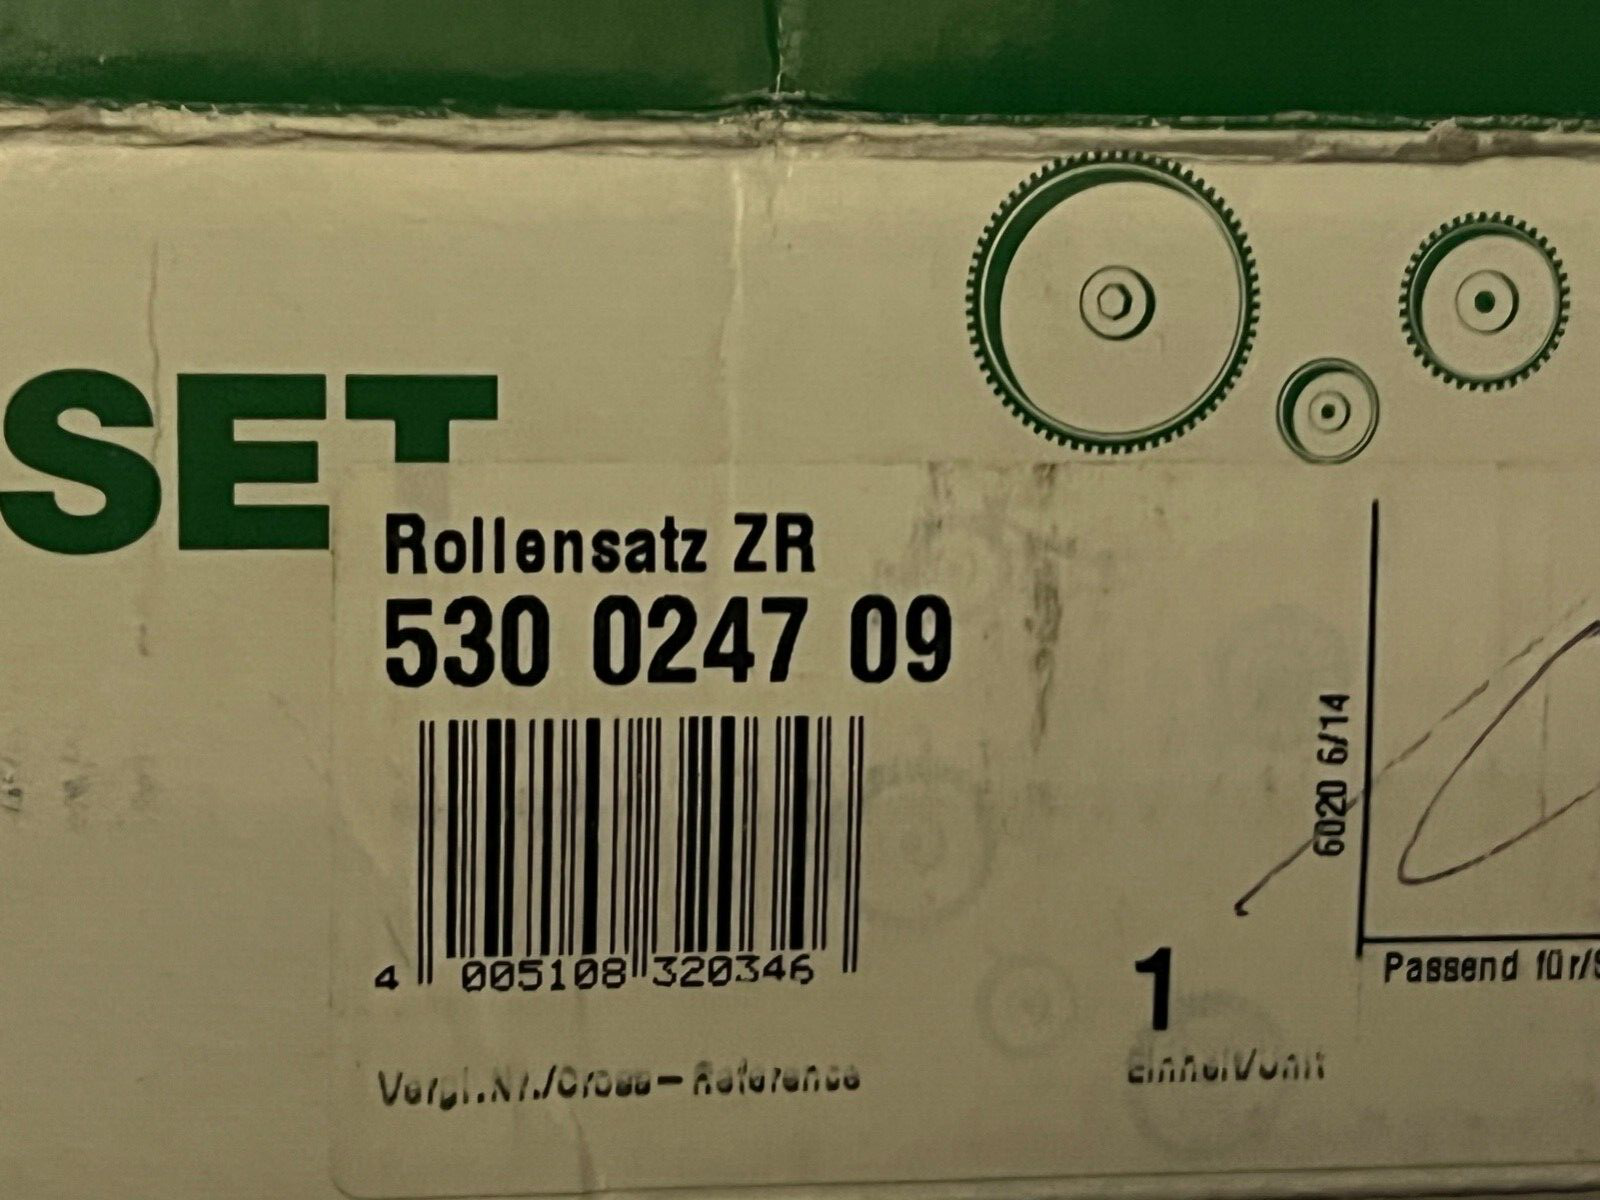 SET
Rollensatz ZR
530 0247 09
4 005108 320346
Vergl.Nr./Cross-Reference
1
Einheit/Unit
6020 6/14
Passend für/S